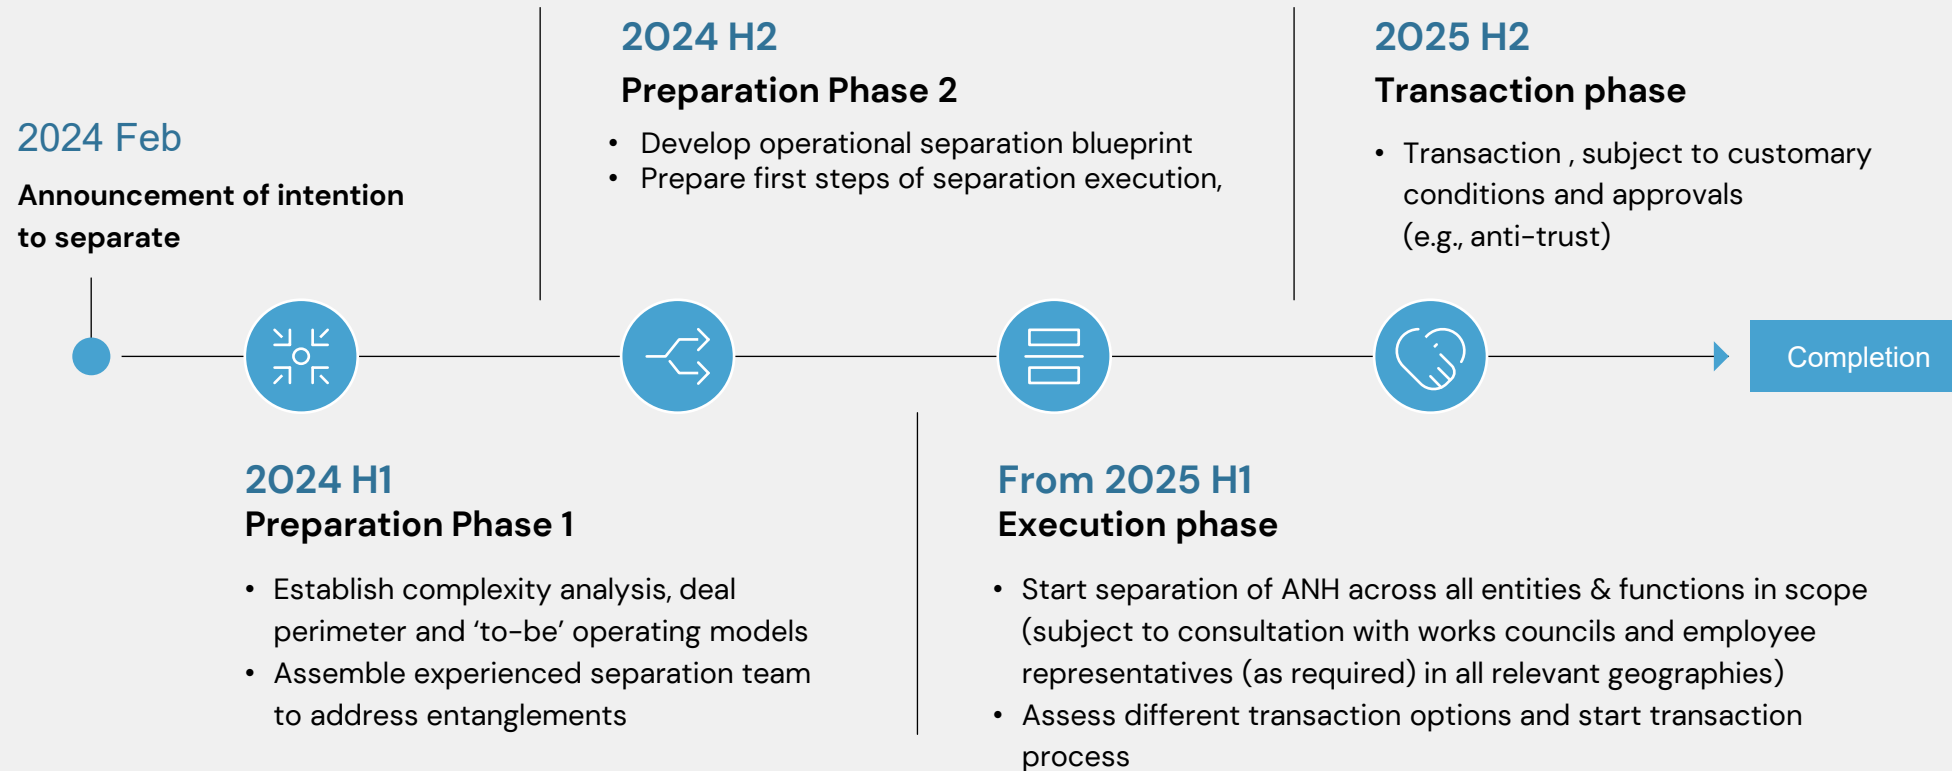 2024 Feb
Announcement of intention
to separate
2024 H1
Preparation Phase 1
• Establish complexity analysis, deal
perimeter and ‘to-be’ operating models
• Assemble experienced separation team
to address entanglements
2024 H2
Preparation Phase 2
• Develop operational separation blueprint
• Prepare first steps of separation execution,
From 2025 H1
Execution phase
• Start separation of ANH across all entities & functions in scope
(subject to consultation with works councils and employee
representatives (as required) in all relevant geographies)
• Assess different transaction options and start transaction
process
2025 H2
Transaction phase
• Transaction , subject to customary
conditions and approvals
(e.g., anti-trust)
Completion